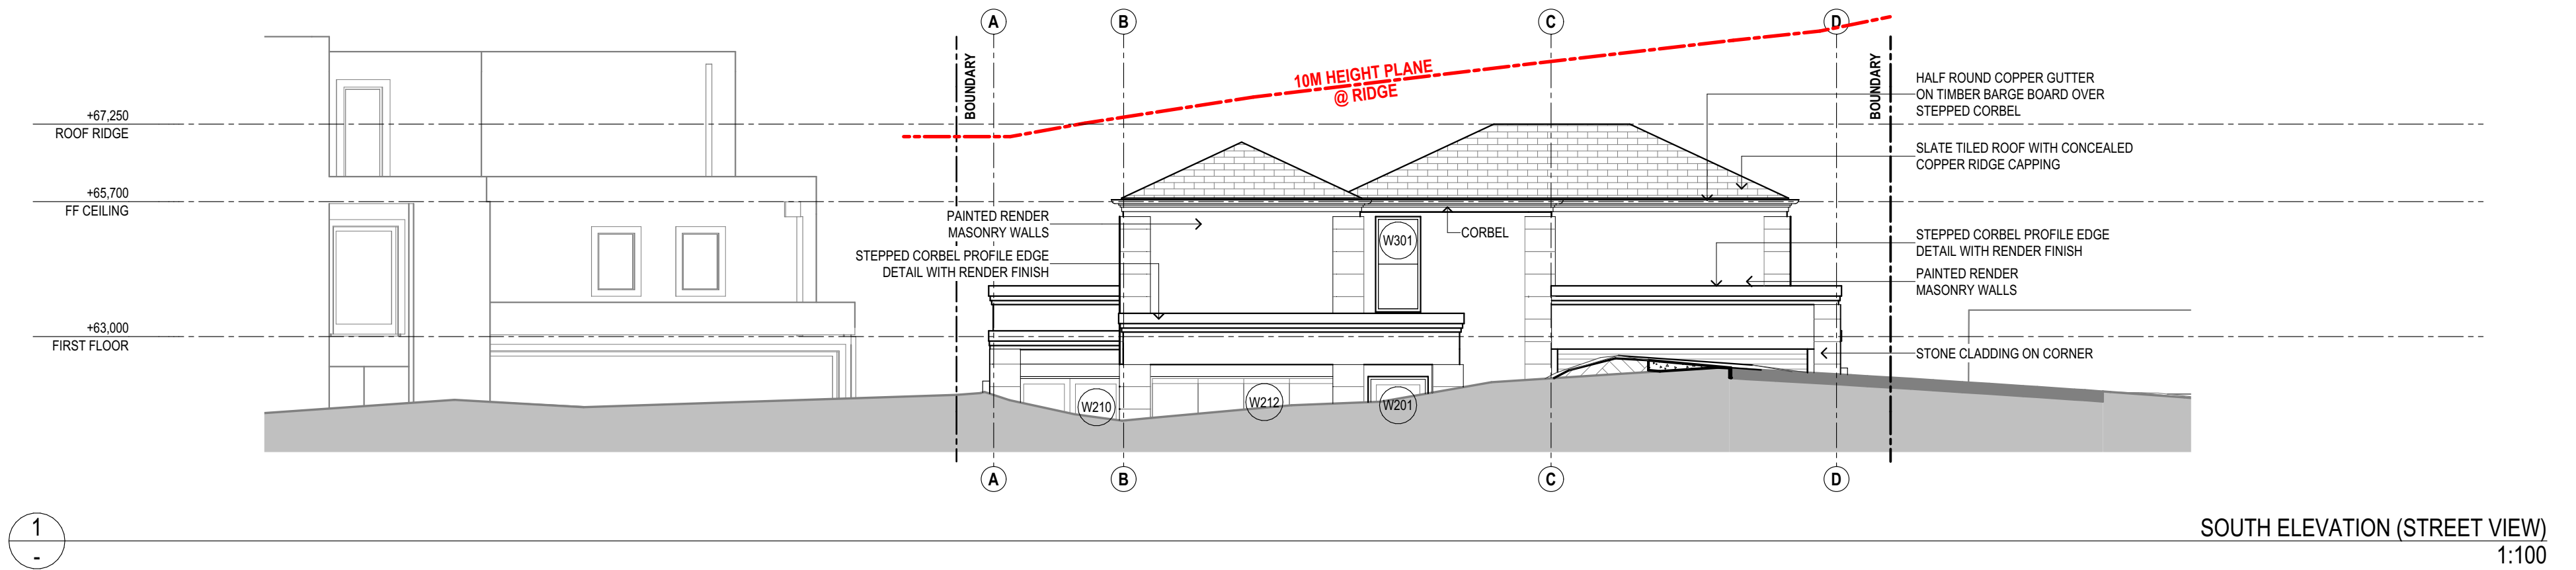 A
B
C
D
BOUNDARY
BOUNDARY
10M HEIGHT PLANE
@ RIDGE
HALF ROUND COPPER GUTTER
ON TIMBER BARGE BOARD OVER
STEPPED CORBEL
+67,250
ROOF RIDGE
SLATE TILED ROOF WITH CONCEALED
COPPER RIDGE CAPPING
+65,700
FF CEILING
PAINTED RENDER
MASONRY WALLS
CORBEL
W301
STEPPED CORBEL PROFILE EDGE
DETAIL WITH RENDER FINISH
STEPPED CORBEL PROFILE EDGE
DETAIL WITH RENDER FINISH
PAINTED RENDER
MASONRY WALLS
+63,000
FIRST FLOOR
STONE CLADDING ON CORNER
W210
W212
W201
A
B
C
D
1
-
SOUTH ELEVATION (STREET VIEW)
1:100